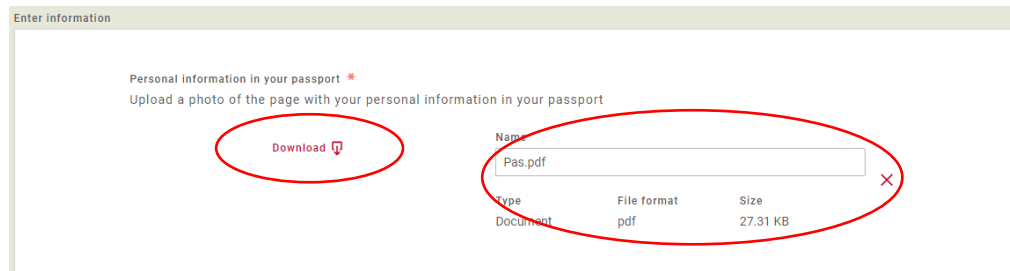 Enter information
Personal information in your passport *
Upload a photo of the page with your personal information in your passport
Download
Name
Pas.pdf
Type File format Size
Document pdf 27.31 KB